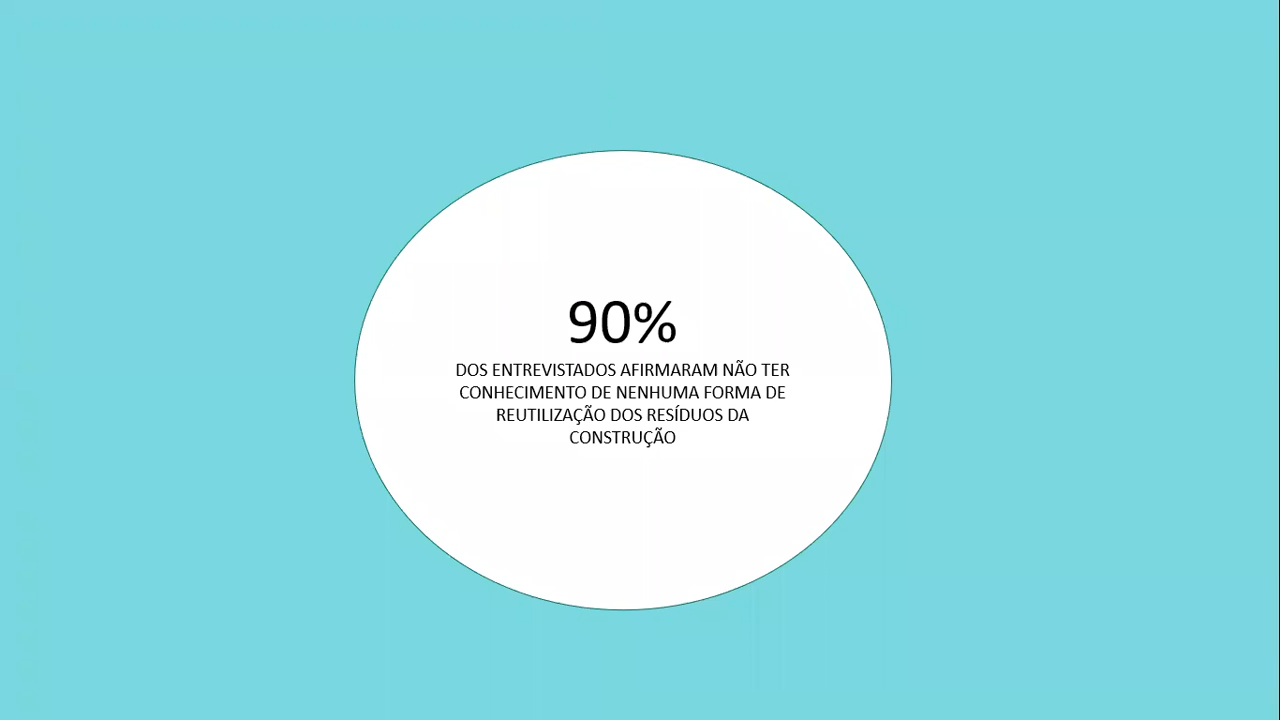 90%
DOS ENTREVISTADOS AFIRMARAM NÃO TER
CONHECIMENTO DE NENHUMA FORMA DE
REUTILIZAÇÃO DOS RESÍDUOS DA
CONSTRUÇÃO